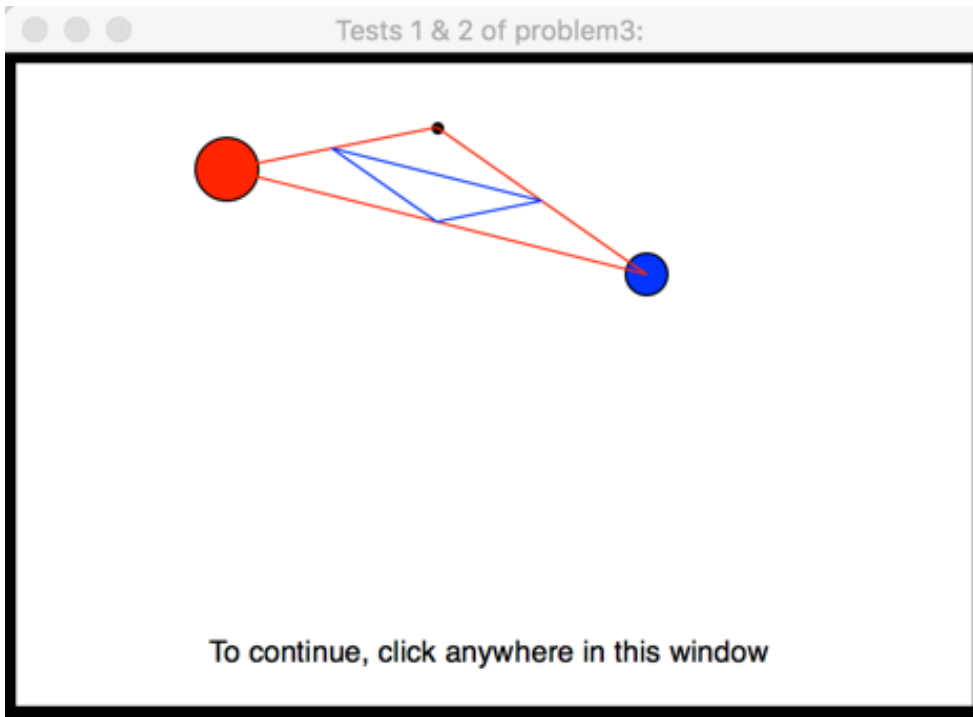 Tests 1 & 2 of problem3:
To continue, click anywhere in this window